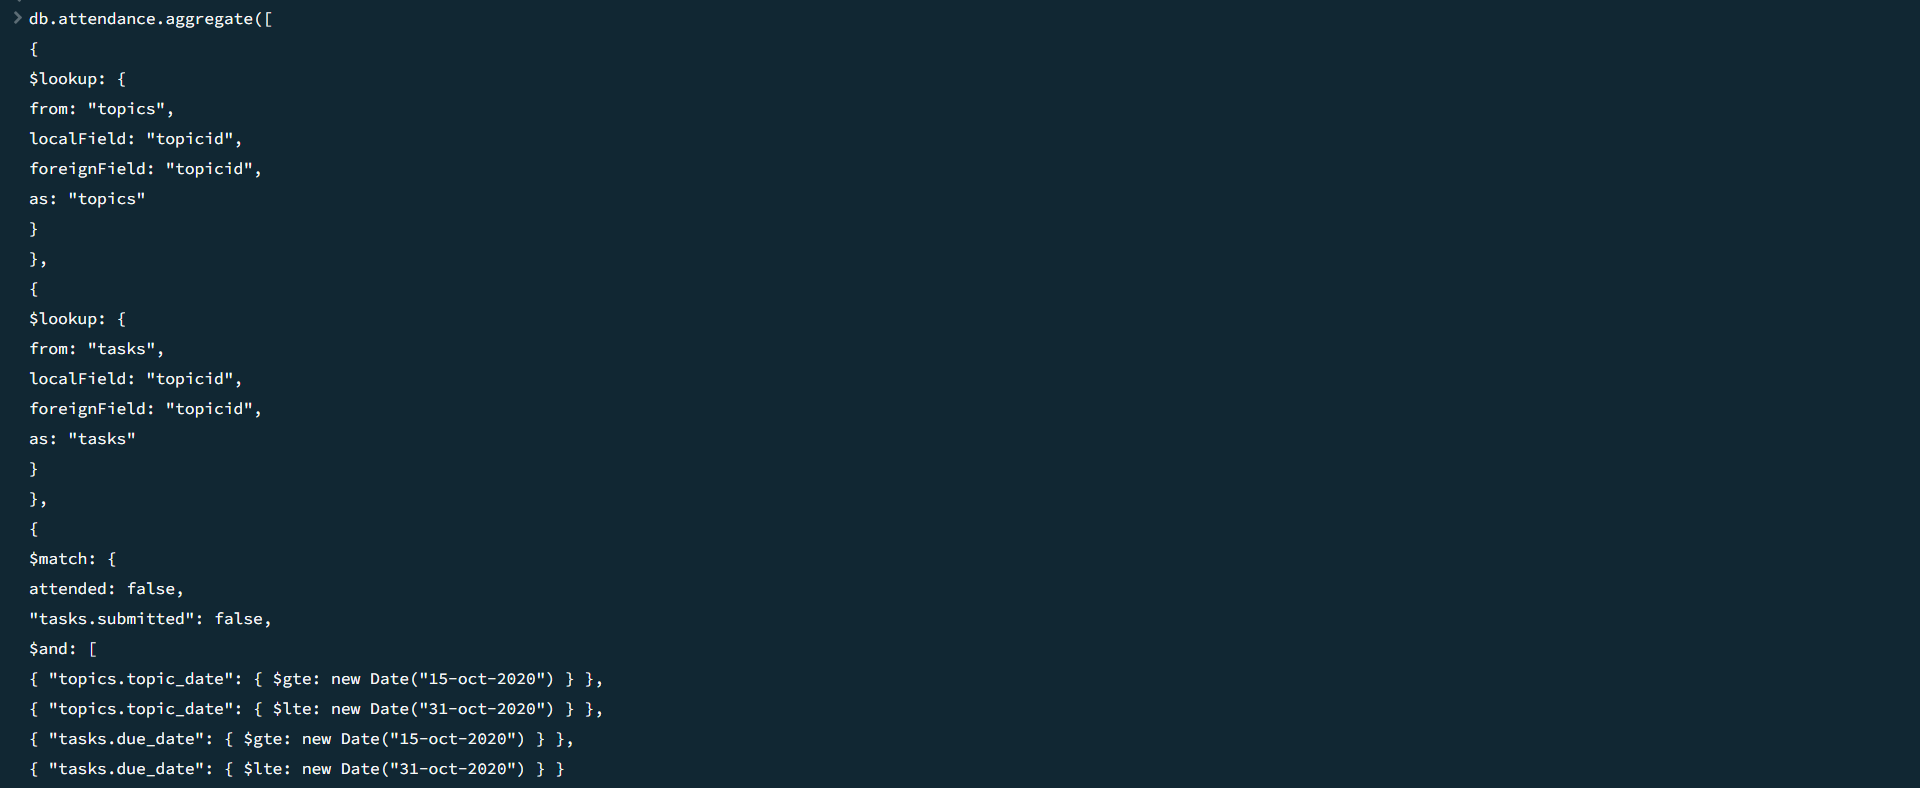 db.attendance.aggregate([
{
$lookup: {
from: "topics",
localField: "topicid",
foreignField: "topicid",
as: "topics"
}
},
{
$lookup: {
from: "tasks",
localField: "topicid",
foreignField: "topicid",
as: "tasks"
}
},
{
$match: {
attended: false,
"tasks.submitted": false,
$and: [
{ "topics.topic_date": { $gte: new Date("15-oct-2020") } },
{ "topics.topic_date": { $lte: new Date("31-oct-2020") } },
{ "tasks.due_date": { $gte: new Date("15-oct-2020") } },
{ "tasks.due_date": { $lte: new Date("31-oct-2020") } }